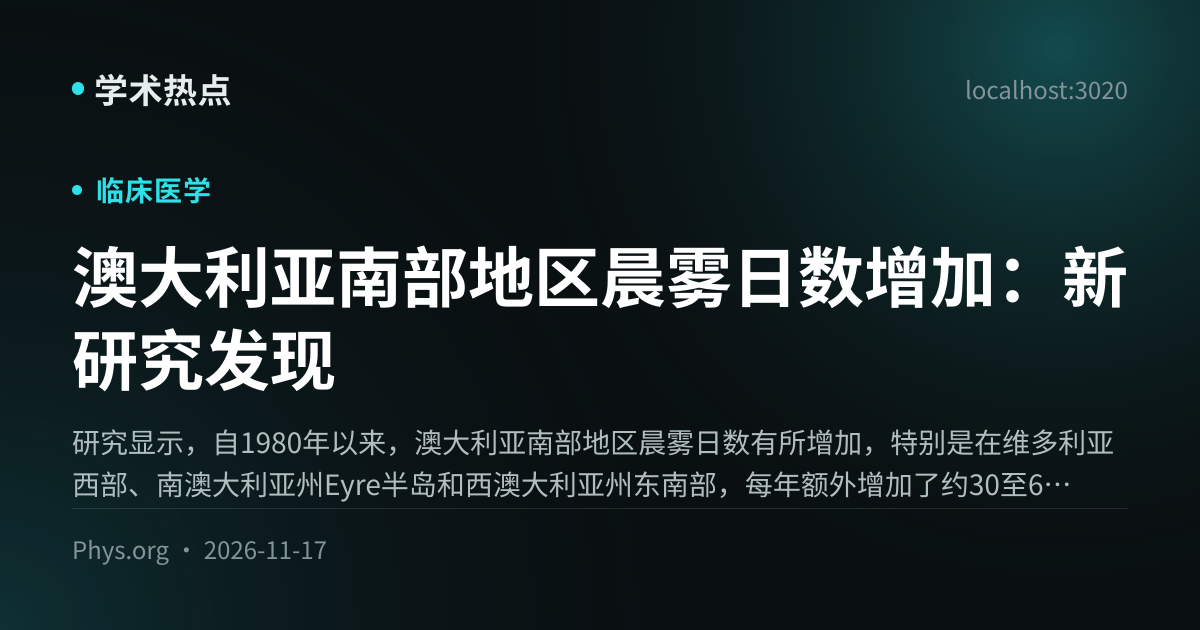 学术热点
localhost:3020
临床医学
澳大利亚南部地区晨雾日数增加：新
研究发现
研究显示，自1980年以来，澳大利亚南部地区晨雾日数有所增加，特别是在维多利亚
西部、南澳大利亚州Eyre半岛和西澳大利亚州东南部，每年额外增加了约30至6…
Phys.org • 2026-11-17